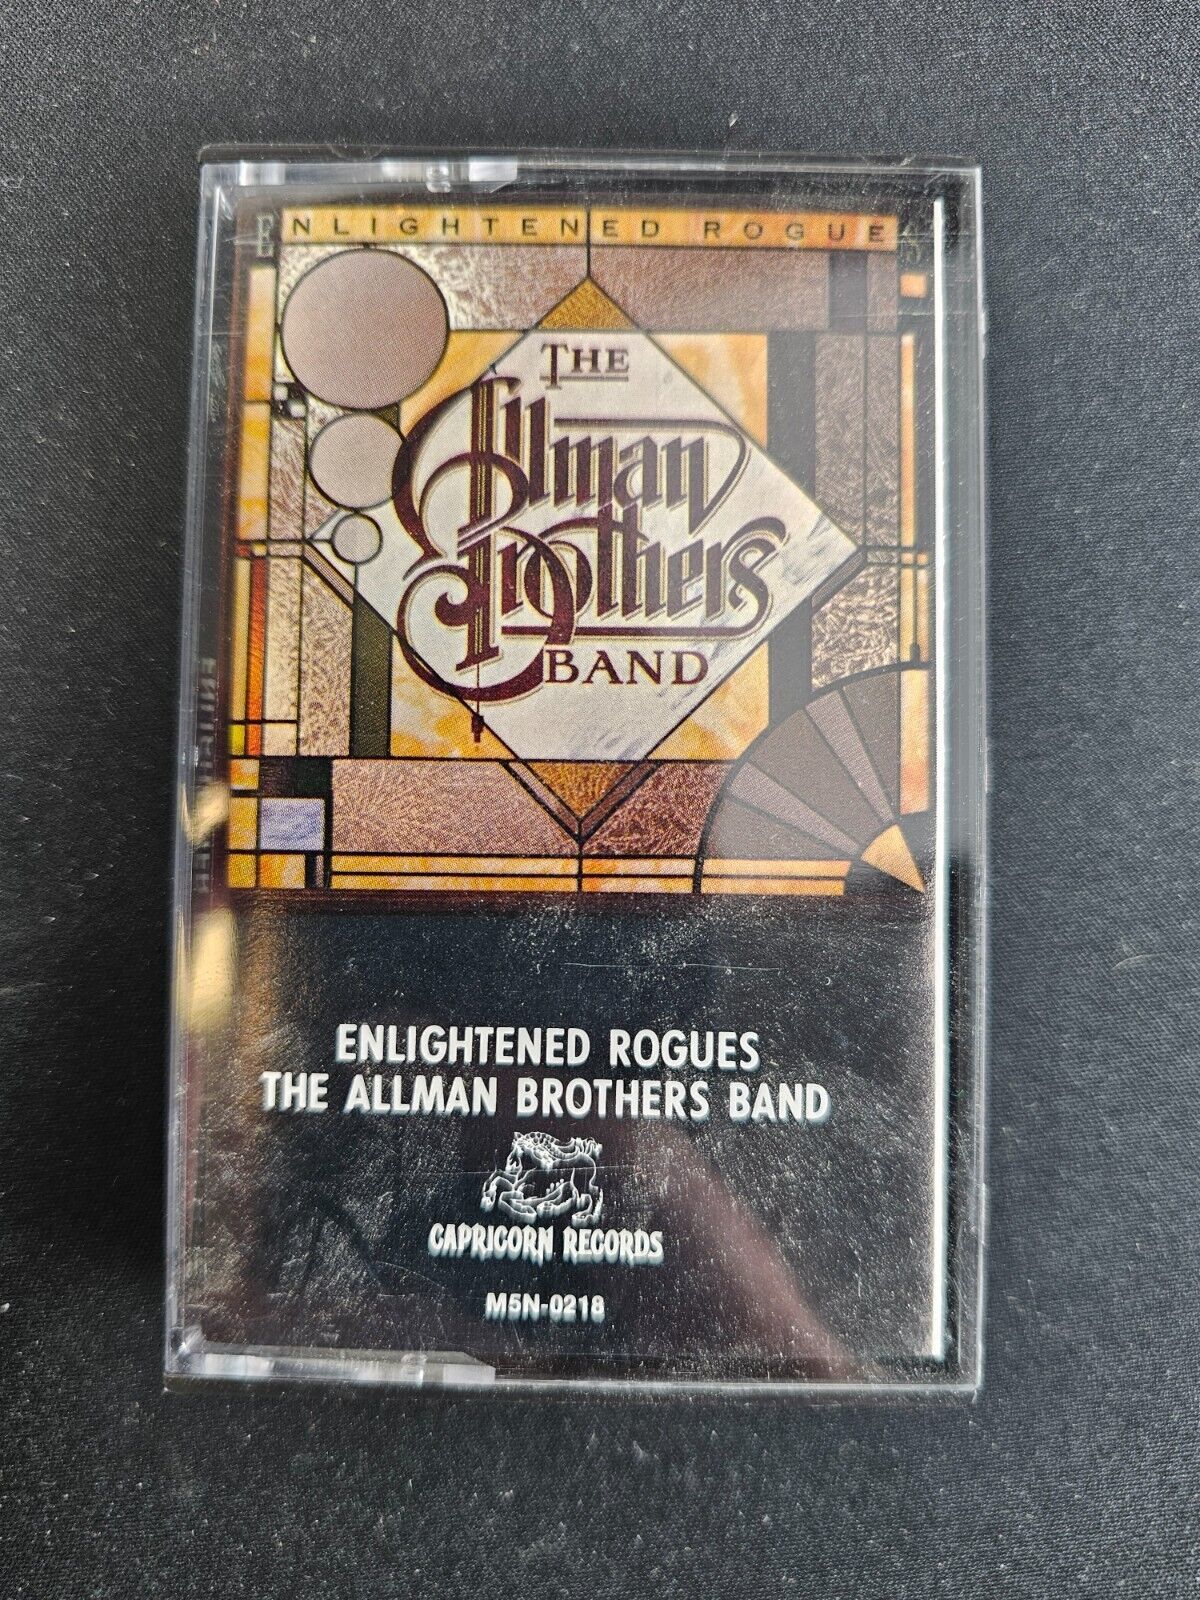 ENLIGHTENED ROGUES
THE
Allman
Brothers
BAND
ENLIGHTENED ROGUES
THE ALLMAN BROTHERS BAND
CAPRICORN RECORDS
M5N-0218